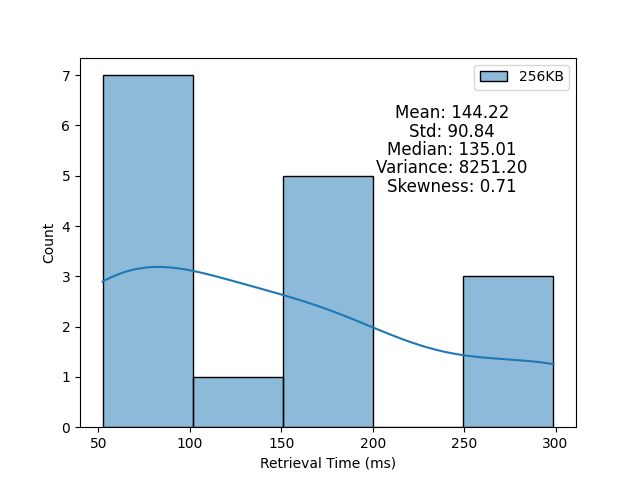 256KB
Mean: 144.22
Std: 90.84
Median: 135.01
Variance: 8251.20
Skewness: 0.71
7
6
5
4
3
2
1
0
Count
50 100 150 200 250 300
Retrieval Time (ms)